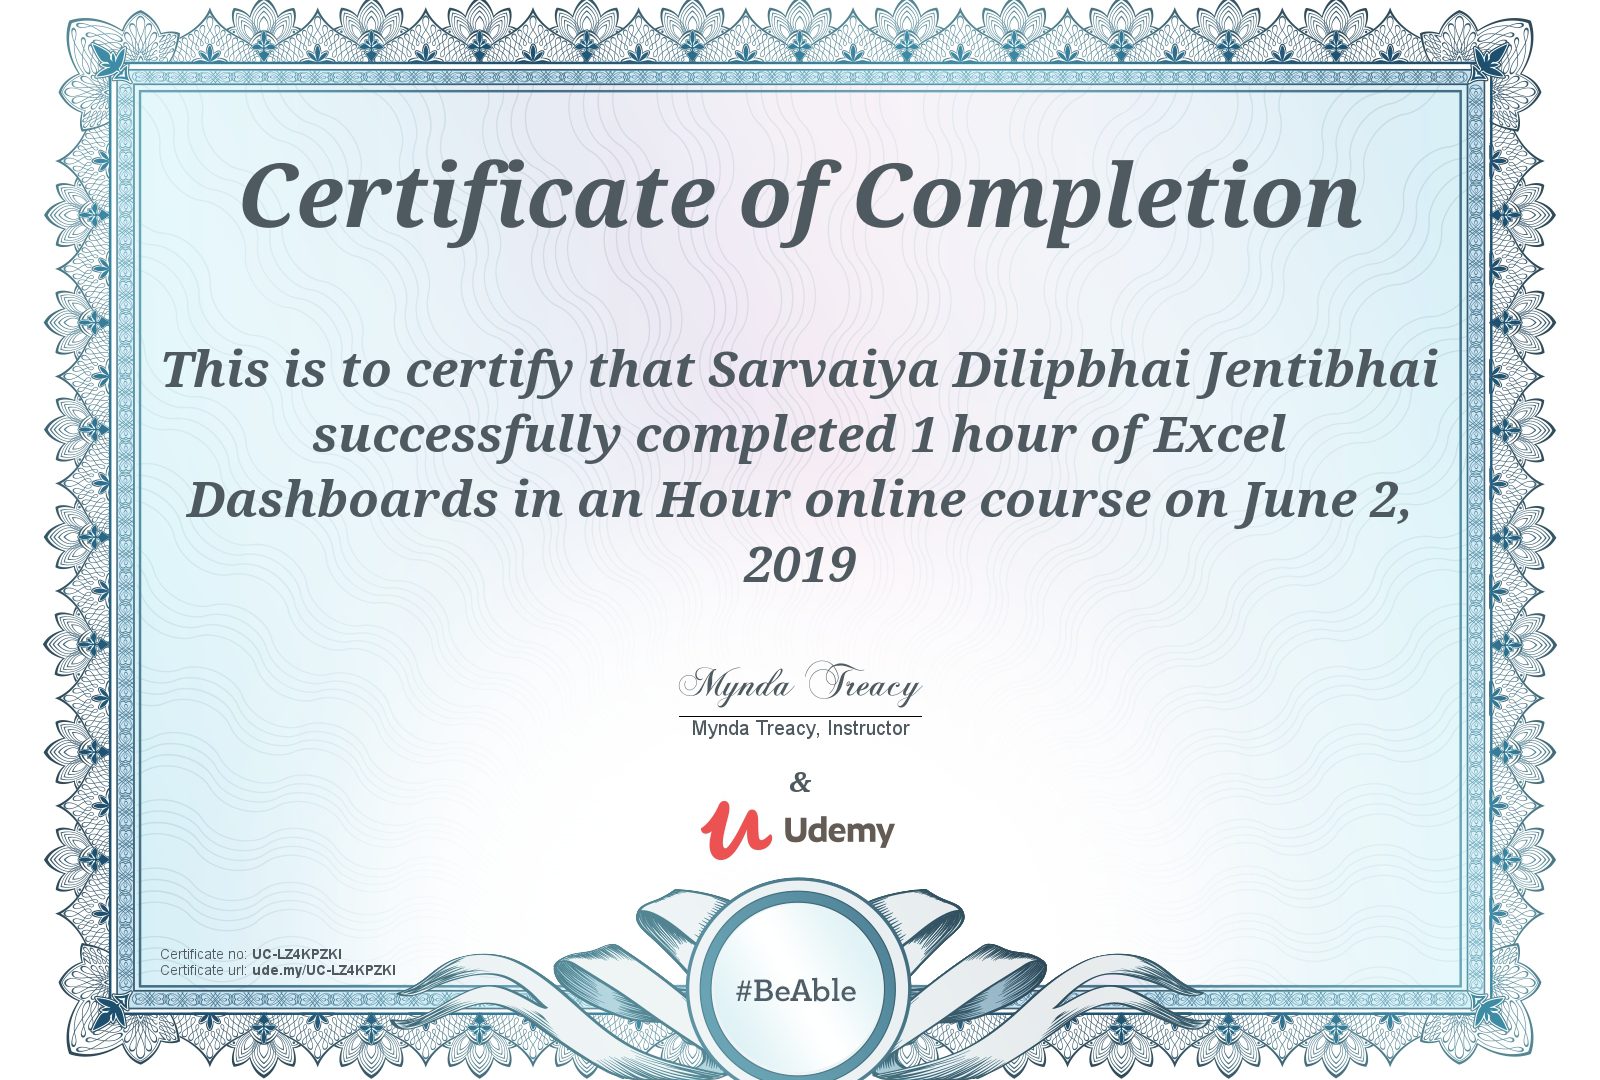 Certificate of Completion
This is to certify that Sarvaiya Dilipbhai Jentibhai
successfully completed 1 hour of Excel
Dashboards in an Hour online course on June 2,
2019
Mynda Treacy
Mynda Treacy, Instructor
&
Udemy
Certificate no: UC-LZ4KPZKI
Certificate url: ude.my/UC-LZ4KPZKI
#BeAble